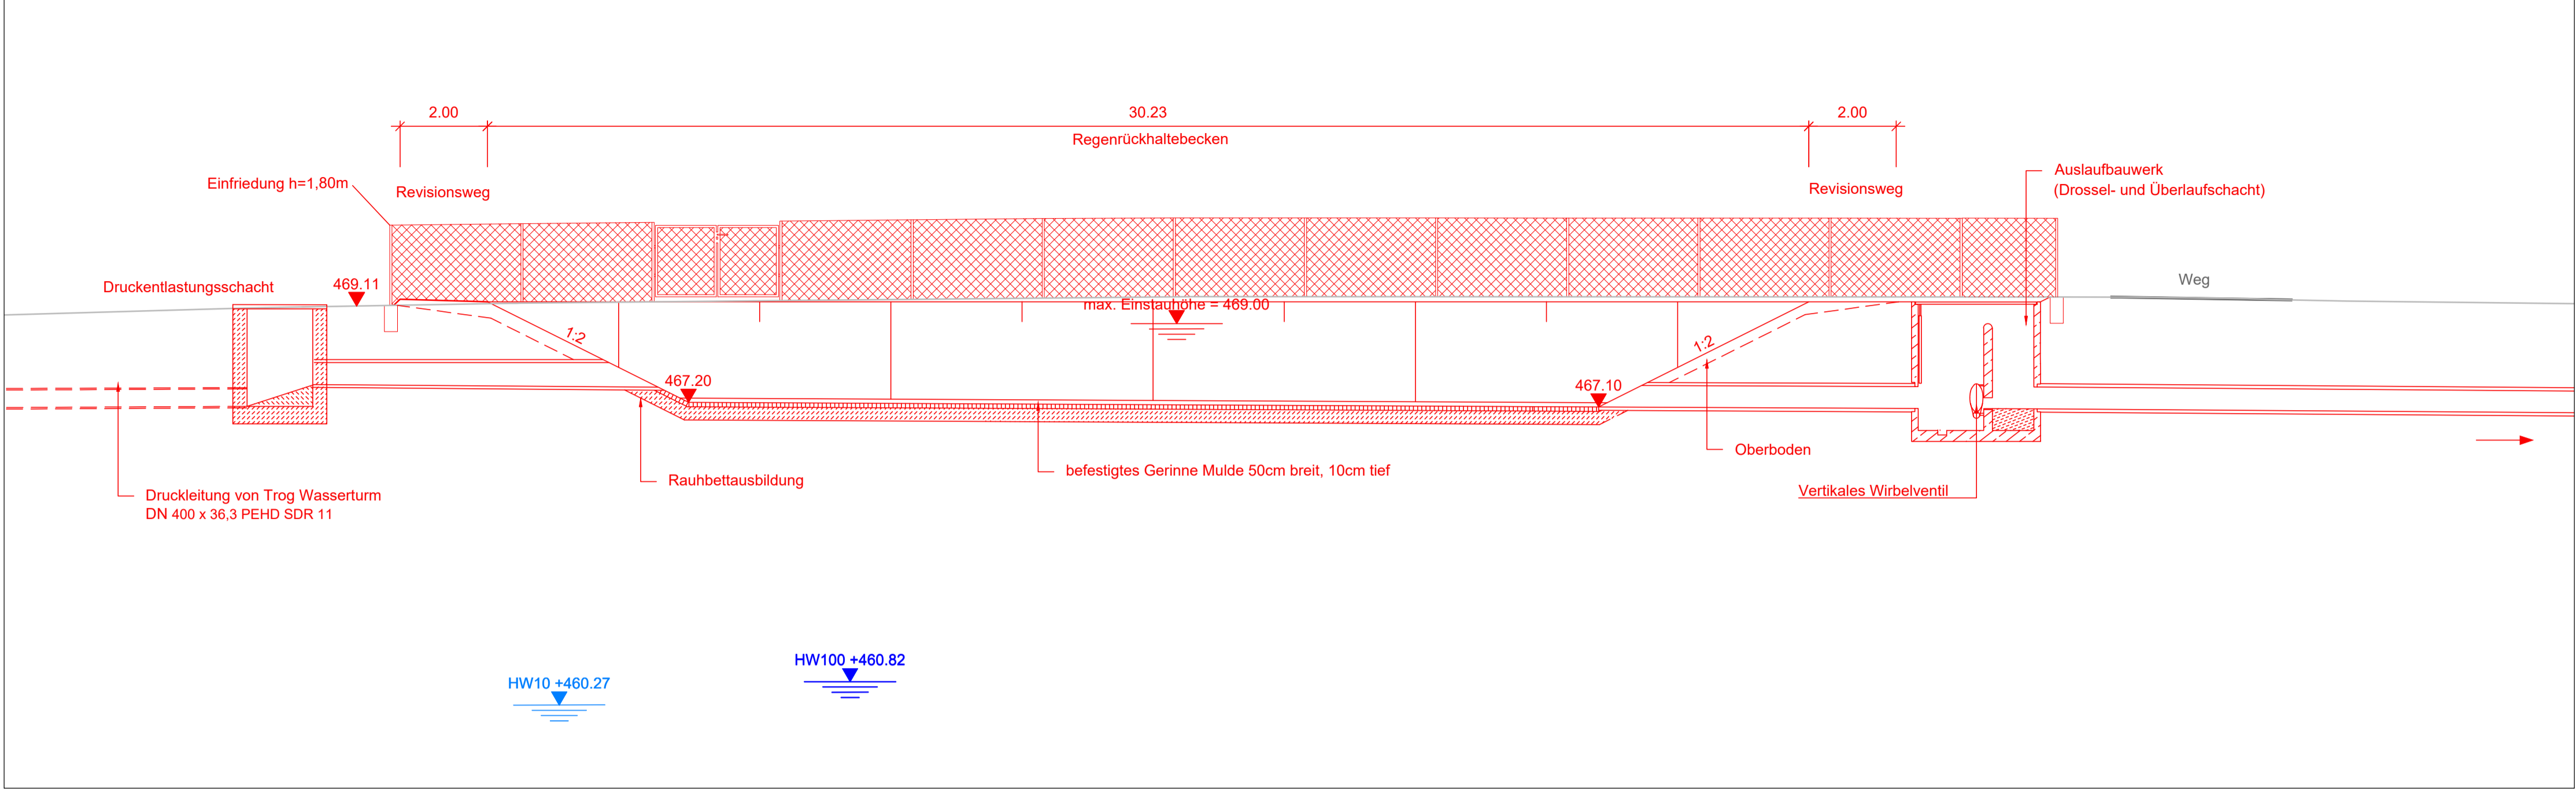 2.00
30.23
2.00
Regenrückhaltebecken
Einfriedung h=1,80m
Revisionsweg
Revisionsweg
Auslaufbauwerk
(Drossel- und Überlaufschacht)
Druckentlastungsschacht
469.11
Weg
max. Einstauhöhe = 469.00
1:2
1:2
467.20
467.10
Oberboden
befestigtes Gerinne Mulde 50cm breit, 10cm tief
Rauhbettausbildung
Vertikales Wirbelventil
Druckleitung von Trog Wasserturm
DN 400 x 36,3 PEHD SDR 11
HW100 +460.82
HW10 +460.27